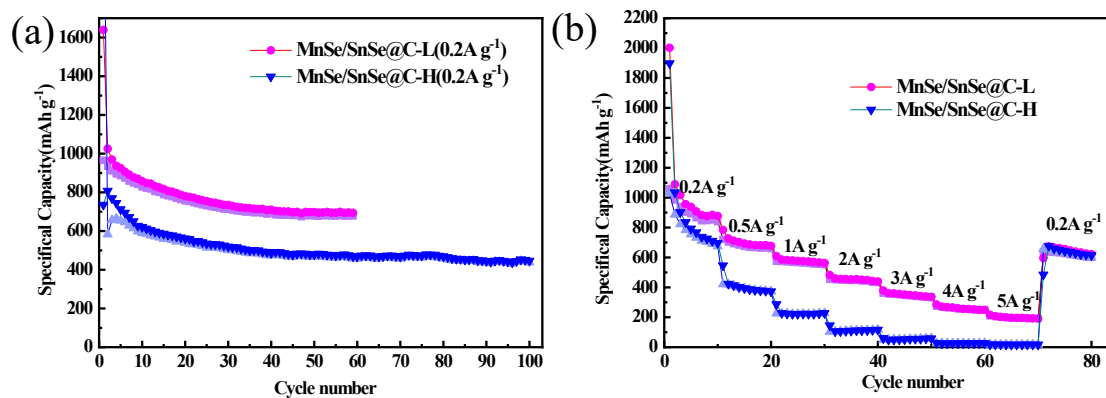 (a)
Specifical Capacity(mAh g⁻¹)
1600
1400
1200
1000
800
600
400
200
0
MnSe/SnSe@C-L(0.2A g⁻¹)
MnSe/SnSe@C-H(0.2A g⁻¹)
0 10 20 30 40 50 60 70 80 90 100
Cycle number
(b)
Specifical Capacity(mAh g⁻¹)
2200
2000
1800
1600
1400
1200
1000
800
600
400
200
0
MnSe/SnSe@C-L
MnSe/SnSe@C-H
0.2A g⁻¹
0.5A g⁻¹
1A g⁻¹
2A g⁻¹
3A g⁻¹
4A g⁻¹
5A g⁻¹
0.2A g⁻¹
0 20 40 60 80
Cycle number